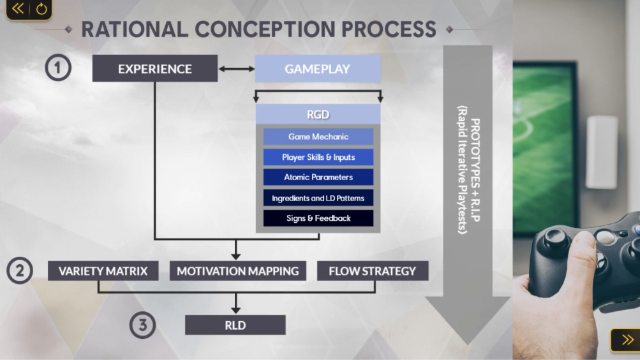 RATIONAL CONCEPTION PROCESS
1
EXPERIENCE
GAMEPLAY
RGD
Game Mechanic
Player Skills & Inputs
Atomic Parameters
Ingredients and LD Patterns
Signs & Feedback
PROTOTYPES + R.I.P
(Rapid Iterative Playtests)
2
VARIETY MATRIX
MOTIVATION MAPPING
FLOW STRATEGY
3
RLD